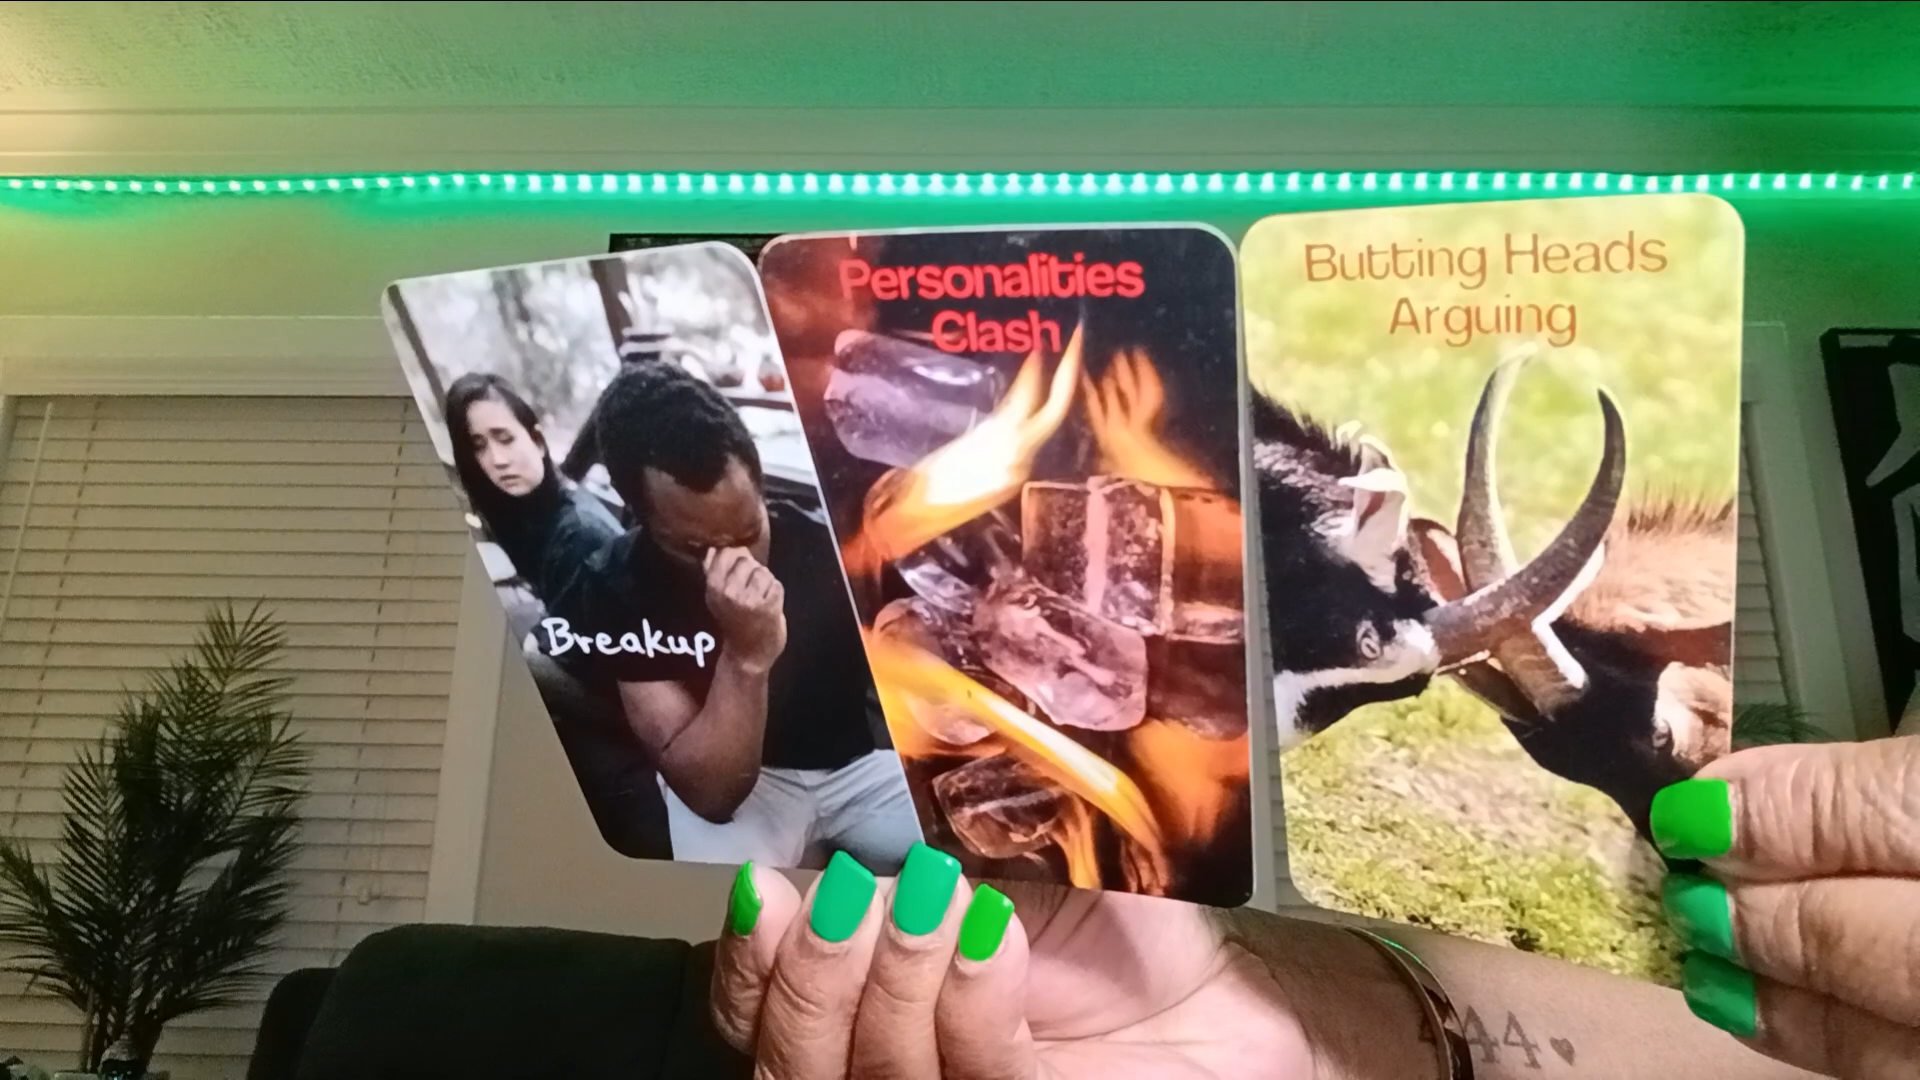 Breakup
Personalities
Clash
Butting Heads
Arguing
444